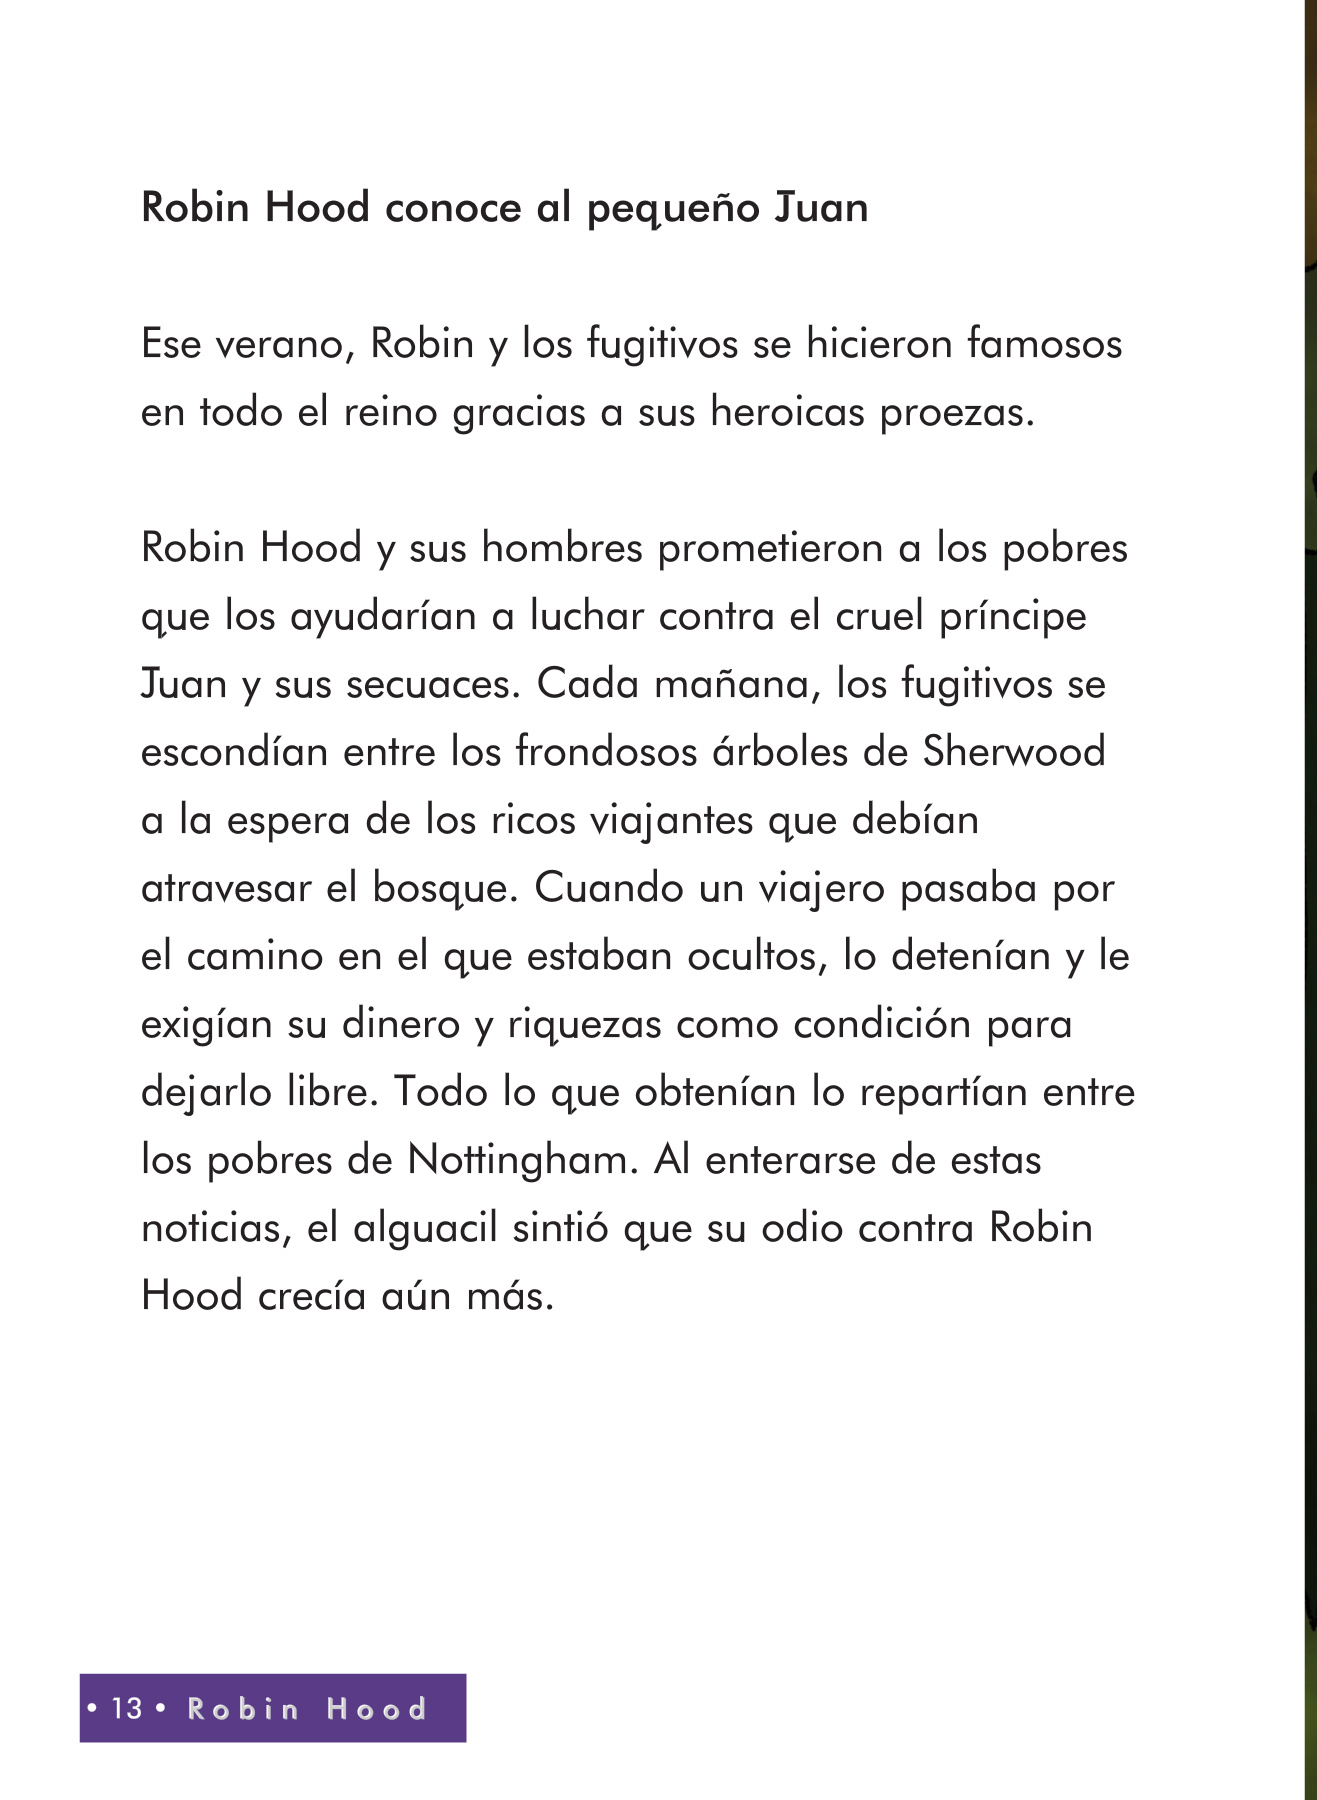 Robin Hood conoce al pequeño Juan
Ese verano, Robin y los fugitivos se hicieron famosos
en todo el reino gracias a sus heroicas proezas.
Robin Hood y sus hombres prometieron a los pobres
que los ayudarían a luchar contra el cruel príncipe
Juan y sus secuaces. Cada mañana, los fugitivos se
escondían entre los frondosos árboles de Sherwood
a la espera de los ricos viajantes que debían
atravesar el bosque. Cuando un viajero pasaba por
el camino en el que estaban ocultos, lo detenían y le
exigían su dinero y riquezas como condición para
dejarlo libre. Todo lo que obtenían lo repartían entre
los pobres de Nottingham. Al enterarse de estas
noticias, el alguacil sintió que su odio contra Robin
Hood crecía aún más.
• 13 • Robin Hood